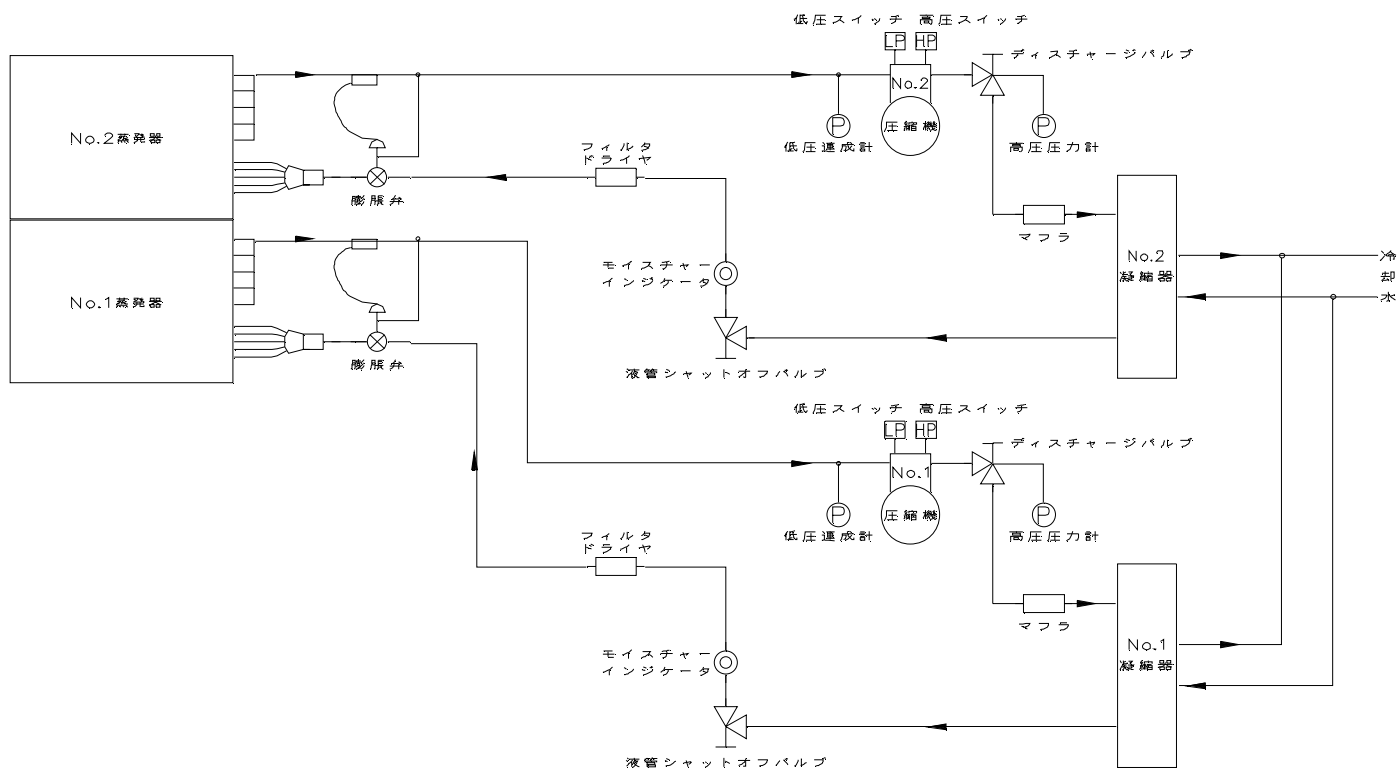 低圧スイッチ 高圧スイッチ
LP HP
ディスチャージバルブ
No.2
圧縮機
P
低圧連成計
P
高圧圧力計
No.2蒸発器
フィルタ
ドライヤ
膨脹弁
マフラ
No.2
凝縮器
冷
却
水
モイスチャー
インジケータ
No.1蒸発器
膨脹弁
液管シャットオフバルブ
低圧スイッチ 高圧スイッチ
LP HP
ディスチャージバルブ
No.1
圧縮機
P
低圧連成計
P
高圧圧力計
フィルタ
ドライヤ
マフラ
No.1
凝縮器
モイスチャー
インジケータ
液管シャットオフバルブ